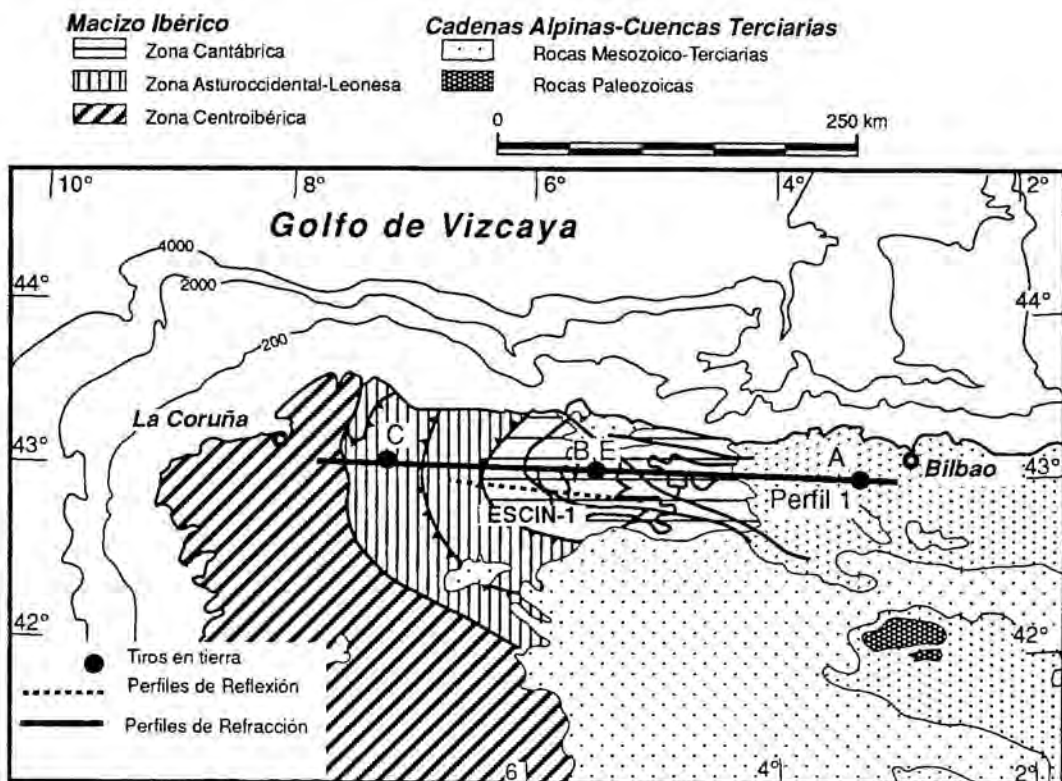 Macizo Ibérico
Zona Cantábrica
Zona Asturoccidental-Leonesa
Zona Centroibérica
Cadenas Alpinas-Cuencas Terciarias
Rocas Mesozoico-Terciarias
Rocas Paleozoicas
0 250 km
10° 8° 6° 4° 2°
Golfo de Vizcaya
4000
2000
200
44° 44°
La Coruña
C B,E A
Bilbao
43° 43°
Perfil 1
ESCIN-1
42° 42°
Tiros en tierra
Perfiles de Reflexión
Perfiles de Refracción
6 4° 2°